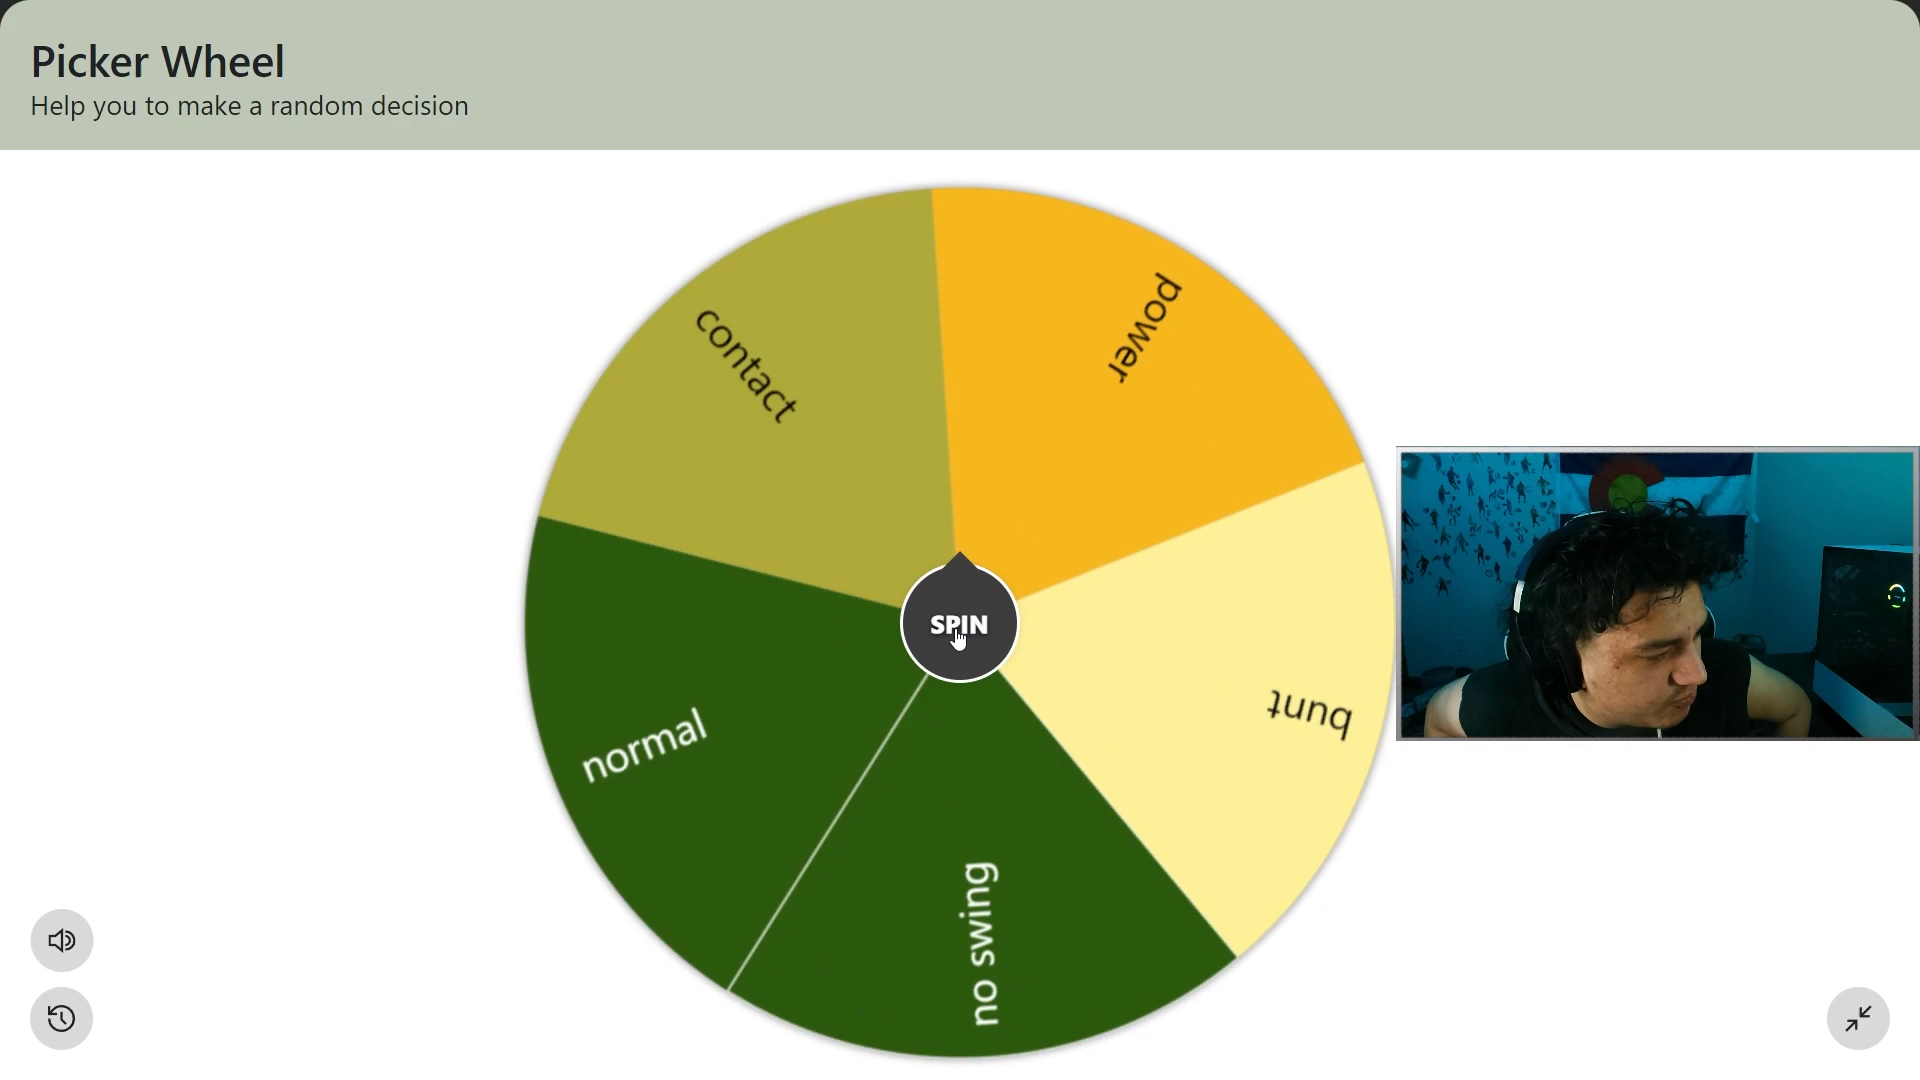 Picker Wheel
Help you to make a random decision
contact
power
bunt
no swing
normal
SPIN